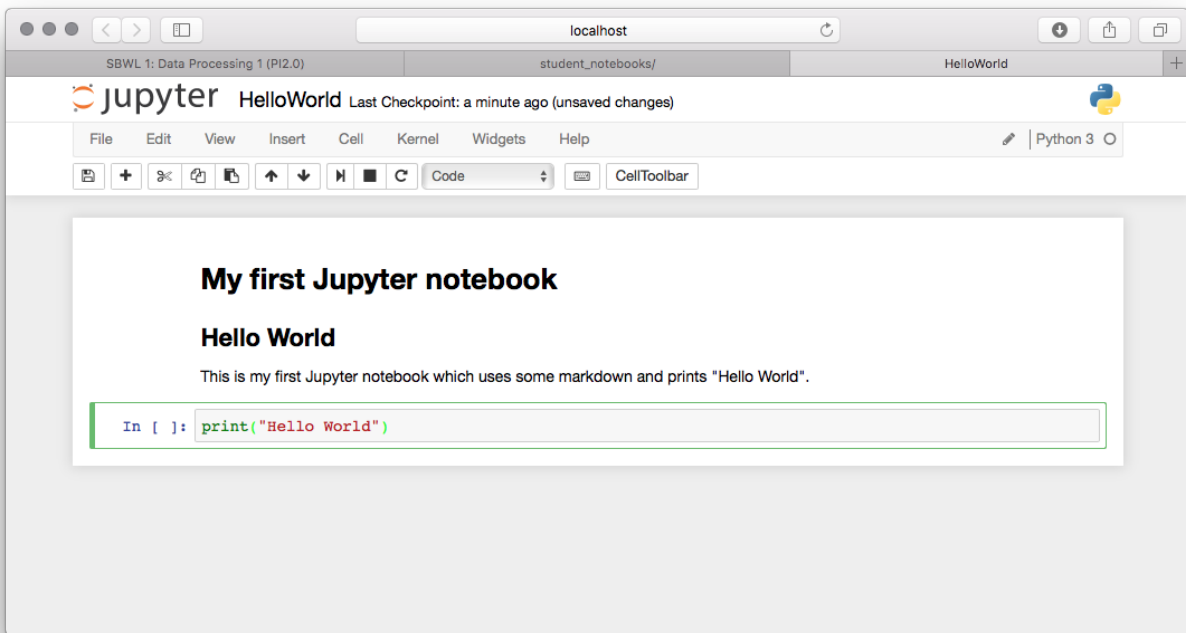 localhost
SBWL 1: Data Processing 1 (PI2.0) student_notebooks/ HelloWorld
jupyter HelloWorld Last Checkpoint: a minute ago (unsaved changes)
File Edit View Insert Cell Kernel Widgets Help Python 3
Code CellToolbar
My first Jupyter notebook
Hello World
This is my first Jupyter notebook which uses some markdown and prints "Hello World".
In [ ]: print("Hello World")